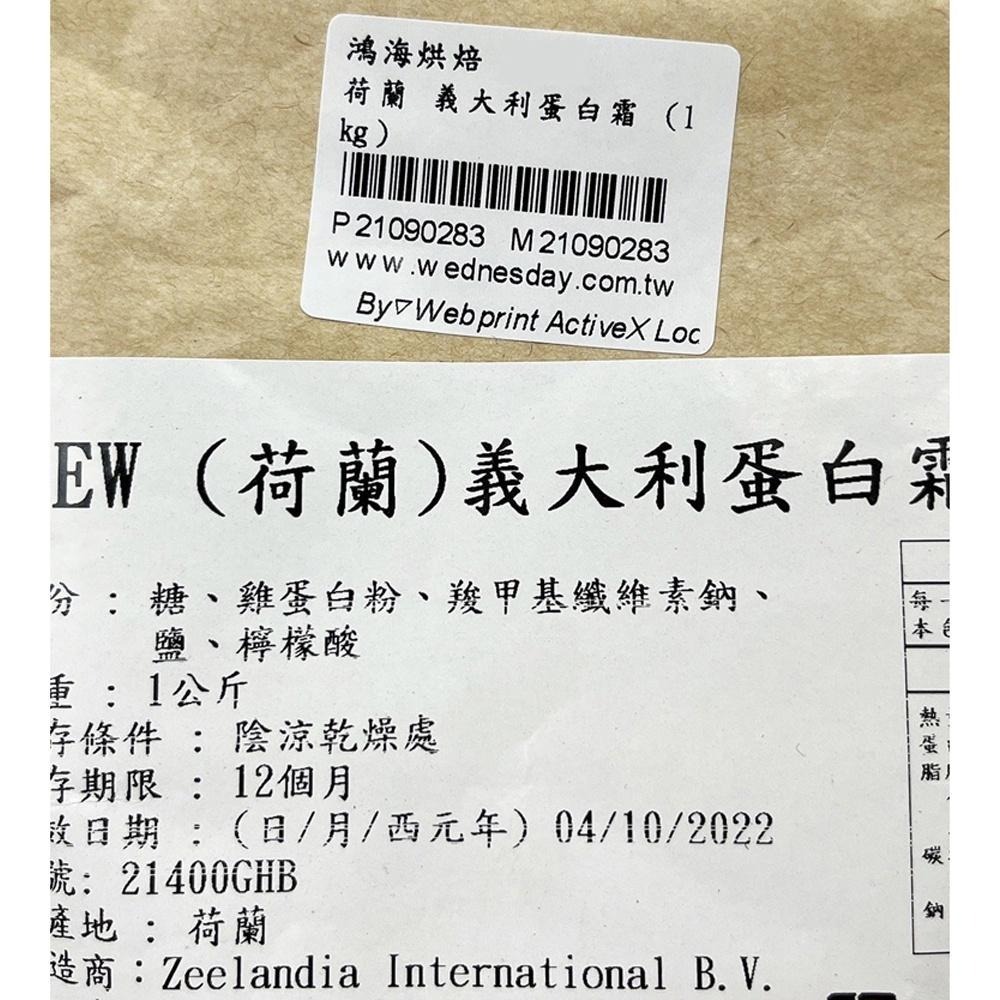 鴻海烘焙
荷蘭 義大利蛋白霜 (1
kg)
P21090283 M21090283
www.wednesday.com.tw
By▽Webprint ActiveX Loc
EW (荷蘭)義大利蛋白霜
份 : 糖、雞蛋白粉、羧甲基纖維素鈉、
鹽、檸檬酸
重 : 1公斤
存條件 : 陰涼乾燥處
存期限 : 12個月
效日期 : (日/月/西元年) 04/10/2022
號: 21400GHB
產地 : 荷蘭
造商:Zeelandia International B.V.
每一
本包
熱
蛋
脂
碳
鈉